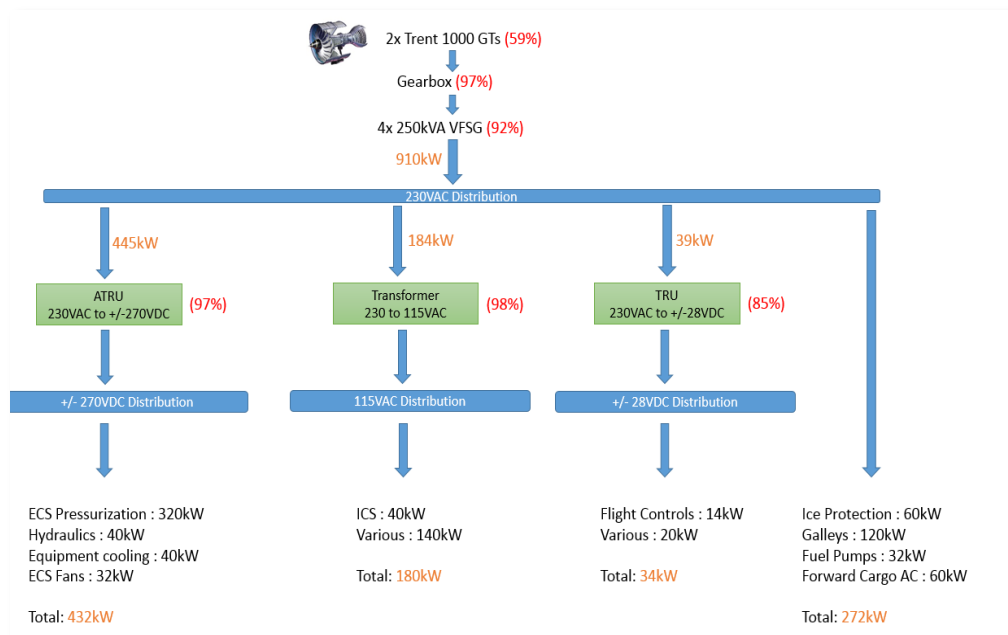 2x Trent 1000 GTs (59%)
Gearbox (97%)
4x 250kVA VFSG (92%)
910kW
230VAC Distribution
445kW
184kW
39kW
ATRU
230VAC to +/-270VDC
(97%)
Transformer
230 to 115VAC
(98%)
TRU
230VAC to +/-28VDC
(85%)
+/- 270VDC Distribution
115VAC Distribution
+/- 28VDC Distribution
ECS Pressurization : 320kW
Hydraulics : 40kW
Equipment cooling : 40kW
ECS Fans : 32kW
Total: 432kW
ICS : 40kW
Various : 140kW
Total: 180kW
Flight Controls : 14kW
Various : 20kW
Total: 34kW
Ice Protection : 60kW
Galleys : 120kW
Fuel Pumps : 32kW
Forward Cargo AC : 60kW
Total: 272kW